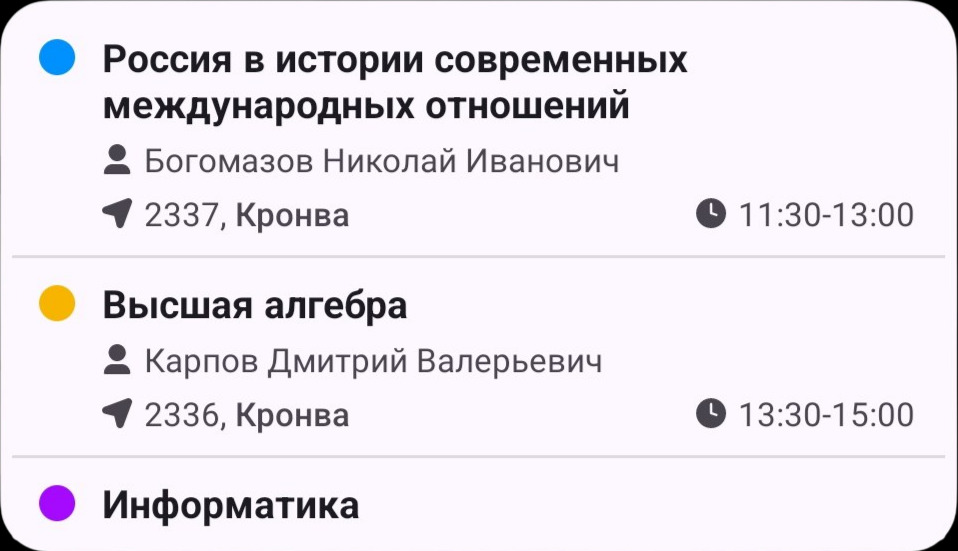 Россия в истории современных
международных отношений
Богомазов Николай Иванович
2337, Кронва
11:30-13:00
Высшая алгебра
Карпов Дмитрий Валерьевич
2336, Кронва
13:30-15:00
Информатика